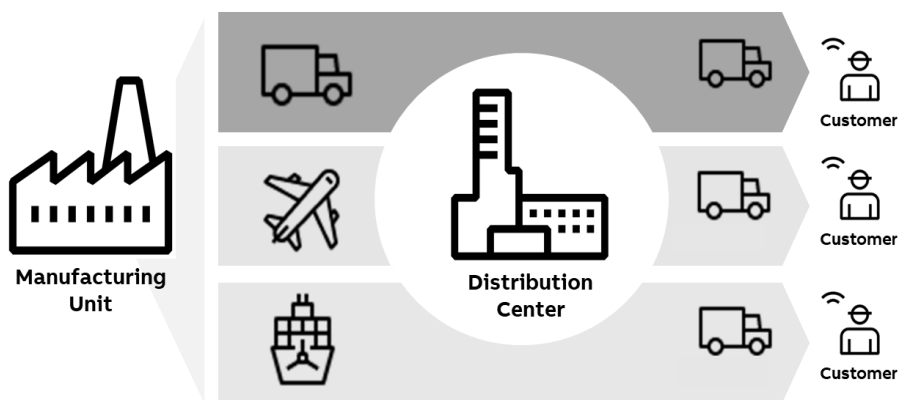 Manufacturing
Unit
Distribution
Center
Customer
Customer
Customer